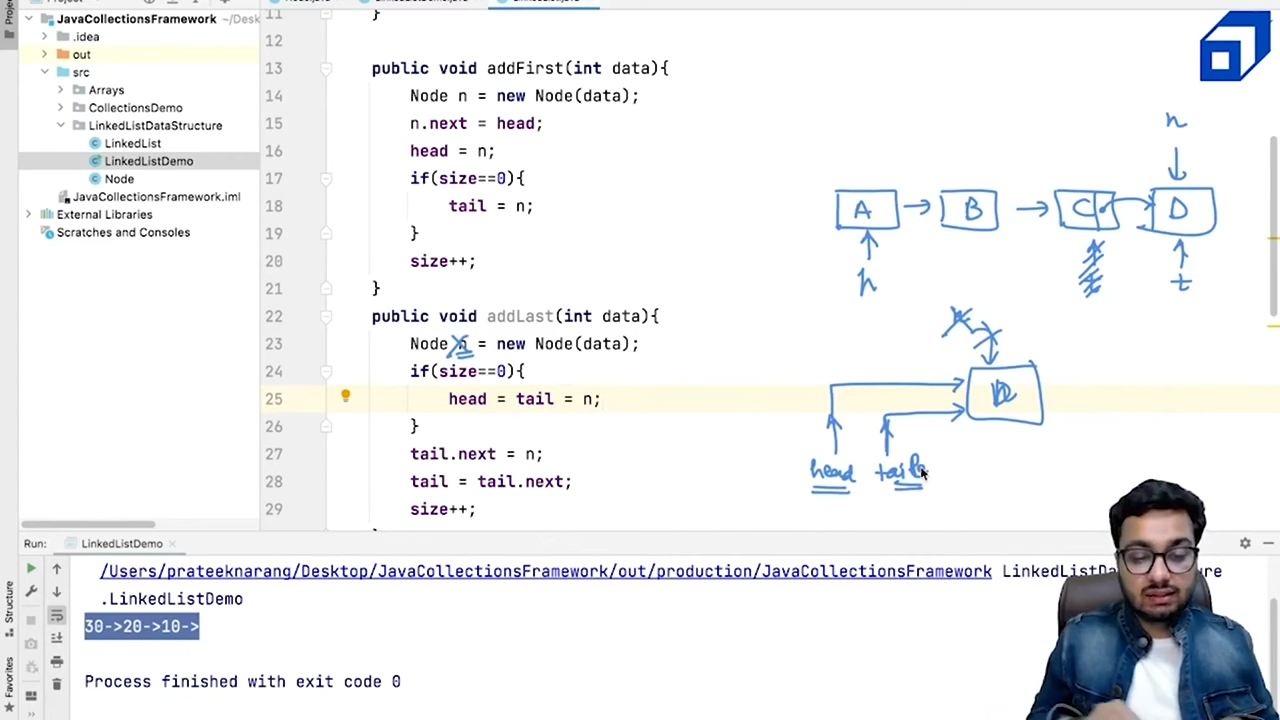 JavaCollectionsFramework ~/Desk
.idea
out
src
Arrays
CollectionsDemo
LinkedListDataStructure
LinkedList
LinkedListDemo
Node
JavaCollectionsFramework.iml
External Libraries
Scratches and Consoles
11 }
12
13 public void addFirst(int data){
14 Node n = new Node(data);
15 n.next = head;
16 head = n;
17 if(size==0){
18 tail = n;
19 }
20 size++;
21 }
22 public void addLast(int data){
23 Node n = new Node(data);
24 if(size==0){
25 head = tail = n;
26 }
27 tail.next = n;
28 tail = tail.next;
29 size++;
n
A B C D
h t
head tail
Run: LinkedListDemo
/Users/prateeknarang/Desktop/JavaCollectionsFramework/out/production/JavaCollectionsFramework
.LinkedListDemo
30->20->10->
Process finished with exit code 0
Structure
Favorites